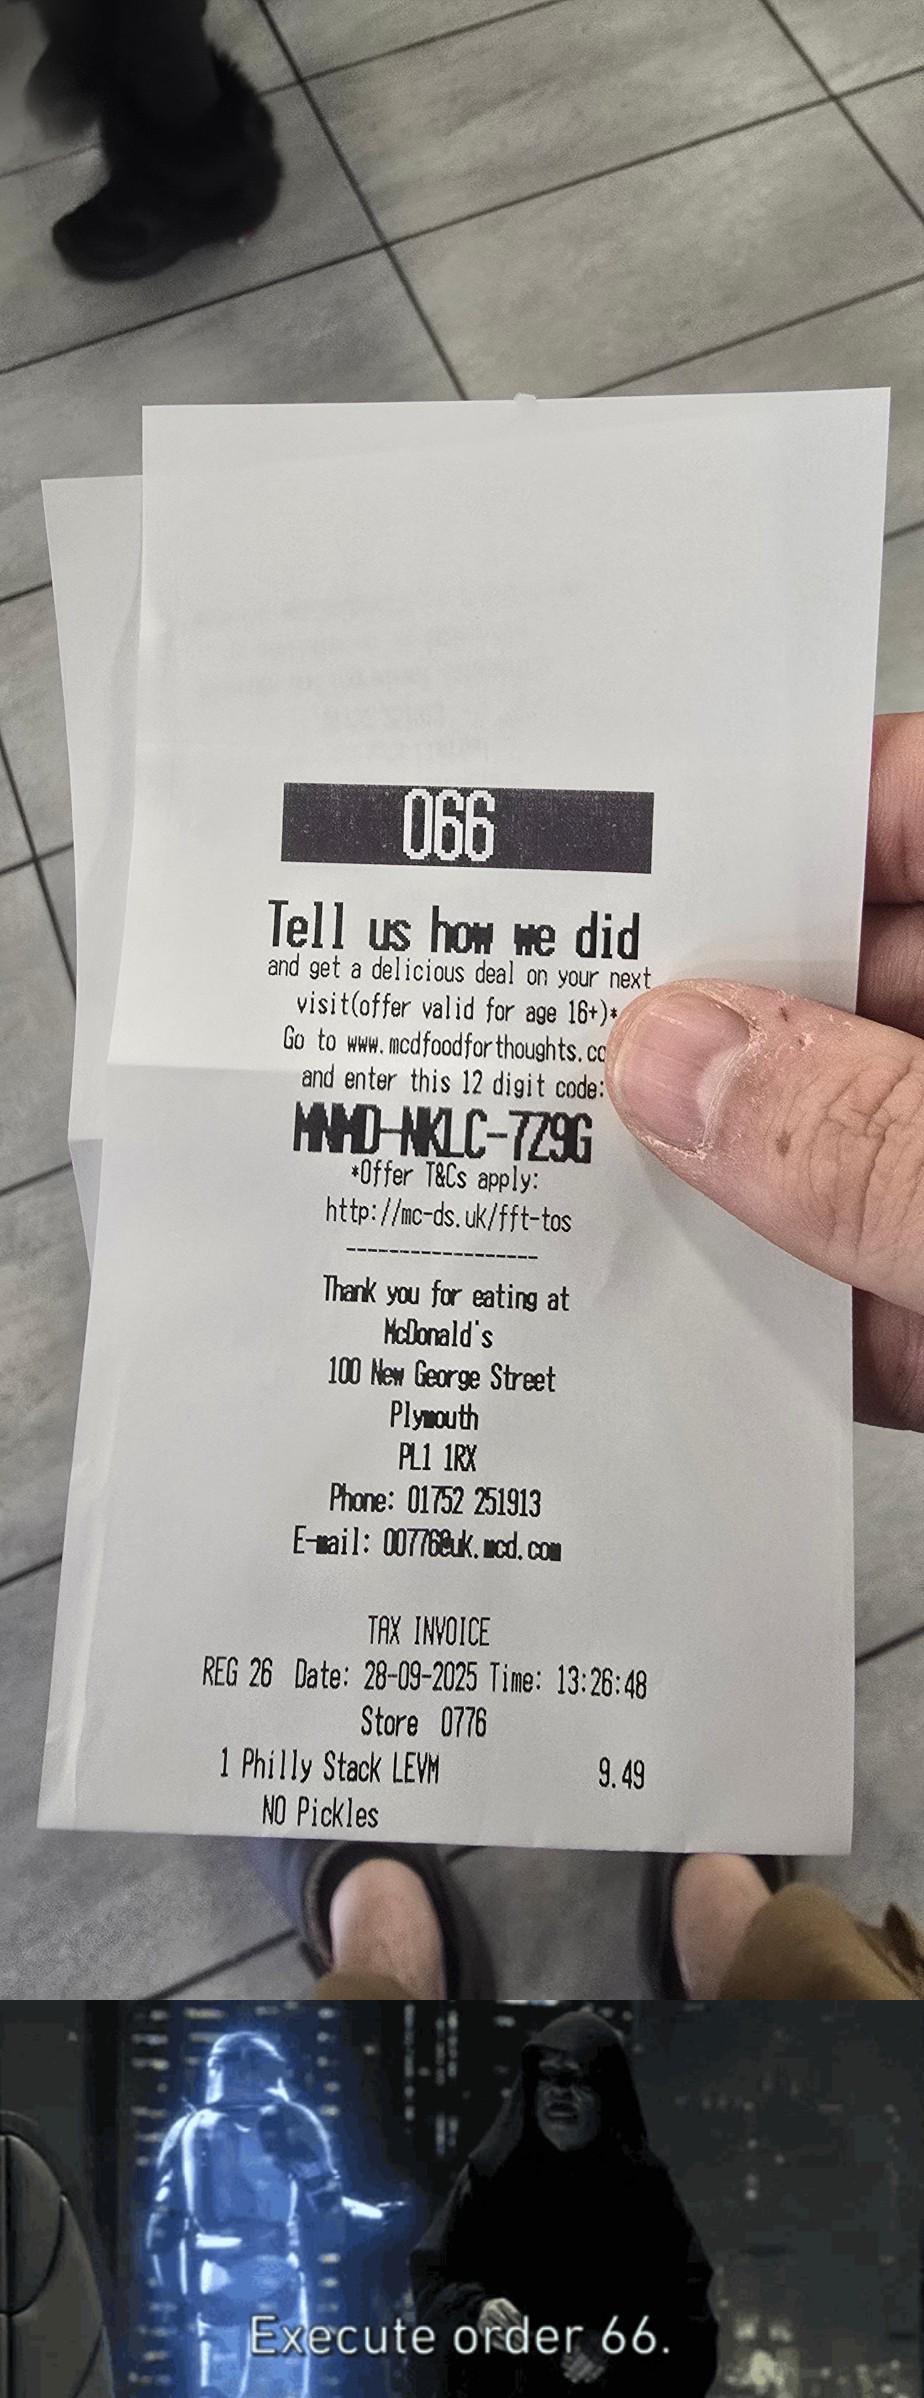 066
Tell us how we did
and get a delicious deal on your next
visit(offer valid for age 16+)*
Go to www.mcdfoodforthoughts.co
and enter this 12 digit code:
MNMD-NKLC-7Z9G
*Offer T&Cs apply:
http://mc-ds.uk/fft-tos
------------------
Thank you for eating at
McDonald's
100 New George Street
Plymouth
PL1 1RX
Phone: 01752 251913
E-mail: 00776@uk.mcd.com
TAX INVOICE
REG 26 Date: 28-09-2025 Time: 13:26:48
Store 0776
1 Philly Stack LEVM 9.49
NO Pickles
Execute order 66.